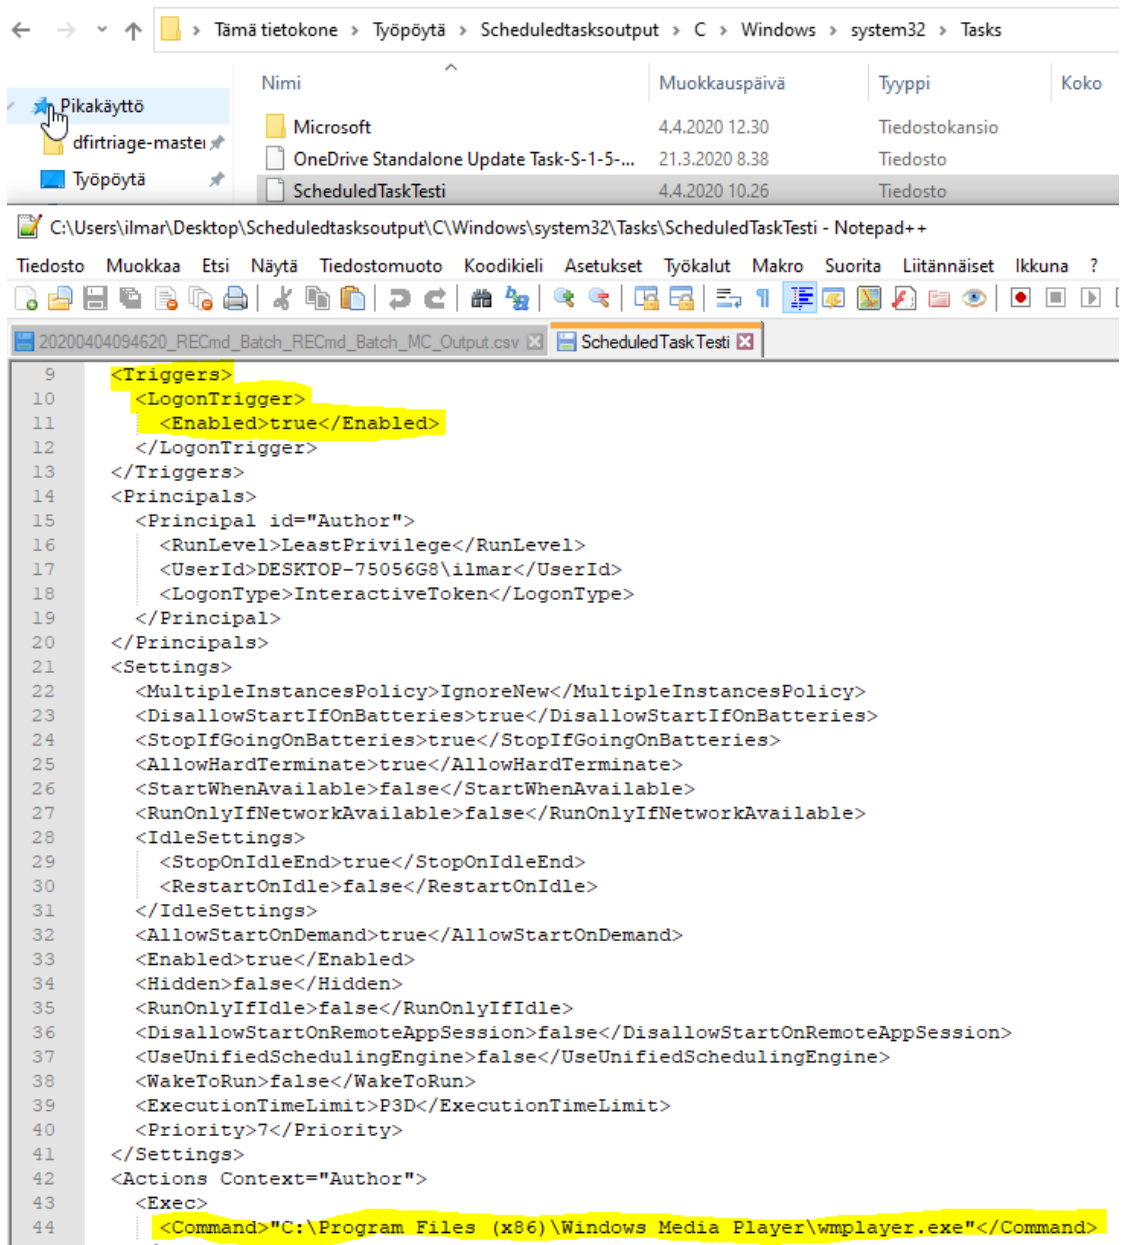 Tämä tietokone > Työpöytä > Scheduledtasksoutput > C > Windows > system32 > Tasks
Nimi Muokkauspäivä Tyyppi Koko
Pikakäyttö
dfirtriage-master
Työpöytä
Microsoft 4.4.2020 12.30 Tiedostokansio
OneDrive Standalone Update Task-S-1-5-... 21.3.2020 8.38 Tiedosto
ScheduledTaskTesti 4.4.2020 10.26 Tiedosto
C:\Users\ilmar\Desktop\Scheduledtasksoutput\C\Windows\system32\Tasks\ScheduledTaskTesti - Notepad++
Tiedosto Muokkaa Etsi Näytä Tiedostomuoto Koodikieli Asetukset Työkalut Makro Suorita Liitännäiset Ikkuna ?
20200404094620_RECmd_Batch_RECmd_Batch_MC_Output.csv ScheduledTaskTesti
9 <Triggers>
10 <LogonTrigger>
11 <Enabled>true</Enabled>
12 </LogonTrigger>
13 </Triggers>
14 <Principals>
15 <Principal id="Author">
16 <RunLevel>LeastPrivilege</RunLevel>
17 <UserId>DESKTOP-75056G8\ilmar</UserId>
18 <LogonType>InteractiveToken</LogonType>
19 </Principal>
20 </Principals>
21 <Settings>
22 <MultipleInstancesPolicy>IgnoreNew</MultipleInstancesPolicy>
23 <DisallowStartIfOnBatteries>true</DisallowStartIfOnBatteries>
24 <StopIfGoingOnBatteries>true</StopIfGoingOnBatteries>
25 <AllowHardTerminate>true</AllowHardTerminate>
26 <StartWhenAvailable>false</StartWhenAvailable>
27 <RunOnlyIfNetworkAvailable>false</RunOnlyIfNetworkAvailable>
28 <IdleSettings>
29 <StopOnIdleEnd>true</StopOnIdleEnd>
30 <RestartOnIdle>false</RestartOnIdle>
31 </IdleSettings>
32 <AllowStartOnDemand>true</AllowStartOnDemand>
33 <Enabled>true</Enabled>
34 <Hidden>false</Hidden>
35 <RunOnlyIfIdle>false</RunOnlyIfIdle>
36 <DisallowStartOnRemoteAppSession>false</DisallowStartOnRemoteAppSession>
37 <UseUnifiedSchedulingEngine>false</UseUnifiedSchedulingEngine>
38 <WakeToRun>false</WakeToRun>
39 <ExecutionTimeLimit>P3D</ExecutionTimeLimit>
40 <Priority>7</Priority>
41 </Settings>
42 <Actions Context="Author">
43 <Exec>
44 <Command>"C:\Program Files (x86)\Windows Media Player\wmplayer.exe"</Command>